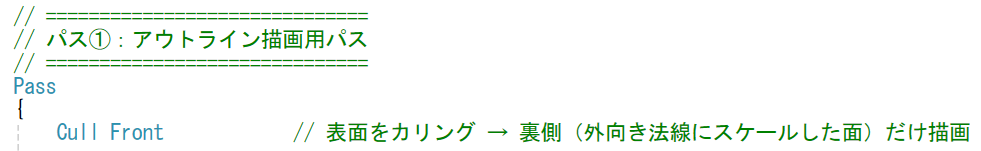 // ==============================
// パス①：アウトライン描画用パス
// ==============================
Pass
{
Cull Front // 表面をカリング → 裏側（外向き法線にスケールした面）だけ描画